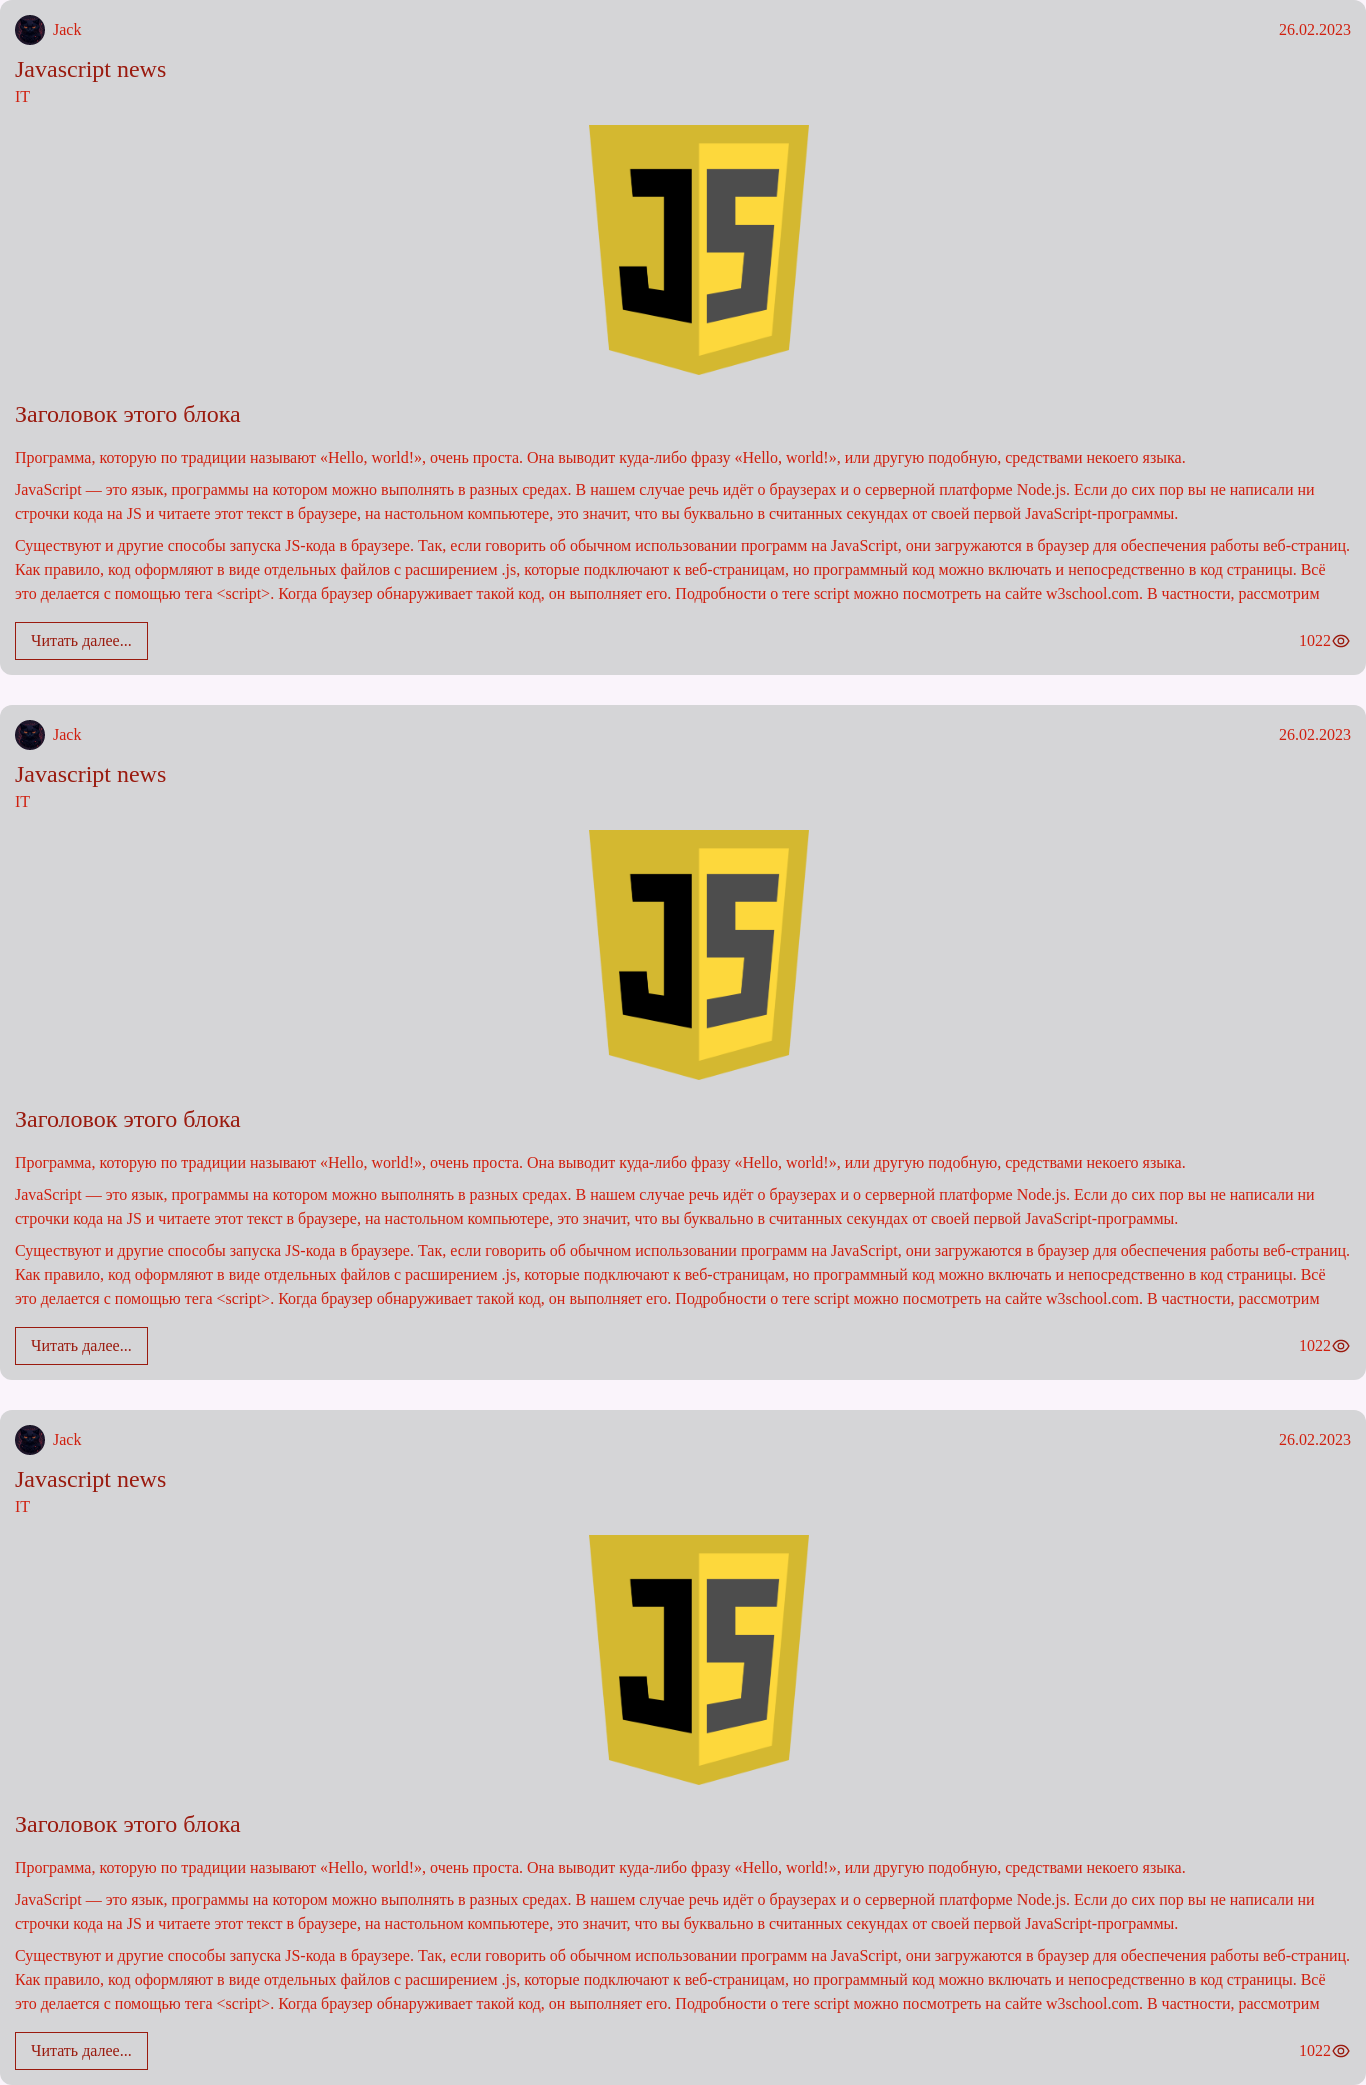 Jack
26.02.2023
Javascript news
IT
JS
Заголовок этого блока
Программа, которую по традиции называют «Hello, world!», очень проста. Она выводит куда-либо фразу «Hello, world!», или другую подобную, средствами некоего языка.
JavaScript — это язык, программы на котором можно выполнять в разных средах. В нашем случае речь идёт о браузерах и о серверной платформе Node.js. Если до сих пор вы не написали ни
строчки кода на JS и читаете этот текст в браузере, на настольном компьютере, это значит, что вы буквально в считанных секундах от своей первой JavaScript-программы.
Существуют и другие способы запуска JS-кода в браузере. Так, если говорить об обычном использовании программ на JavaScript, они загружаются в браузер для обеспечения работы веб-страниц.
Как правило, код оформляют в виде отдельных файлов с расширением .js, которые подключают к веб-страницам, но программный код можно включать и непосредственно в код страницы. Всё
это делается с помощью тега <script>. Когда браузер обнаруживает такой код, он выполняет его. Подробности о теге script можно посмотреть на сайте w3school.com. В частности, рассмотрим
Читать далее...
1022
Jack
26.02.2023
Javascript news
IT
JS
Заголовок этого блока
Программа, которую по традиции называют «Hello, world!», очень проста. Она выводит куда-либо фразу «Hello, world!», или другую подобную, средствами некоего языка.
JavaScript — это язык, программы на котором можно выполнять в разных средах. В нашем случае речь идёт о браузерах и о серверной платформе Node.js. Если до сих пор вы не написали ни
строчки кода на JS и читаете этот текст в браузере, на настольном компьютере, это значит, что вы буквально в считанных секундах от своей первой JavaScript-программы.
Существуют и другие способы запуска JS-кода в браузере. Так, если говорить об обычном использовании программ на JavaScript, они загружаются в браузер для обеспечения работы веб-страниц.
Как правило, код оформляют в виде отдельных файлов с расширением .js, которые подключают к веб-страницам, но программный код можно включать и непосредственно в код страницы. Всё
это делается с помощью тега <script>. Когда браузер обнаруживает такой код, он выполняет его. Подробности о теге script можно посмотреть на сайте w3school.com. В частности, рассмотрим
Читать далее...
1022
Jack
26.02.2023
Javascript news
IT
JS
Заголовок этого блока
Программа, которую по традиции называют «Hello, world!», очень проста. Она выводит куда-либо фразу «Hello, world!», или другую подобную, средствами некоего языка.
JavaScript — это язык, программы на котором можно выполнять в разных средах. В нашем случае речь идёт о браузерах и о серверной платформе Node.js. Если до сих пор вы не написали ни
строчки кода на JS и читаете этот текст в браузере, на настольном компьютере, это значит, что вы буквально в считанных секундах от своей первой JavaScript-программы.
Существуют и другие способы запуска JS-кода в браузере. Так, если говорить об обычном использовании программ на JavaScript, они загружаются в браузер для обеспечения работы веб-страниц.
Как правило, код оформляют в виде отдельных файлов с расширением .js, которые подключают к веб-страницам, но программный код можно включать и непосредственно в код страницы. Всё
это делается с помощью тега <script>. Когда браузер обнаруживает такой код, он выполняет его. Подробности о теге script можно посмотреть на сайте w3school.com. В частности, рассмотрим
Читать далее...
1022